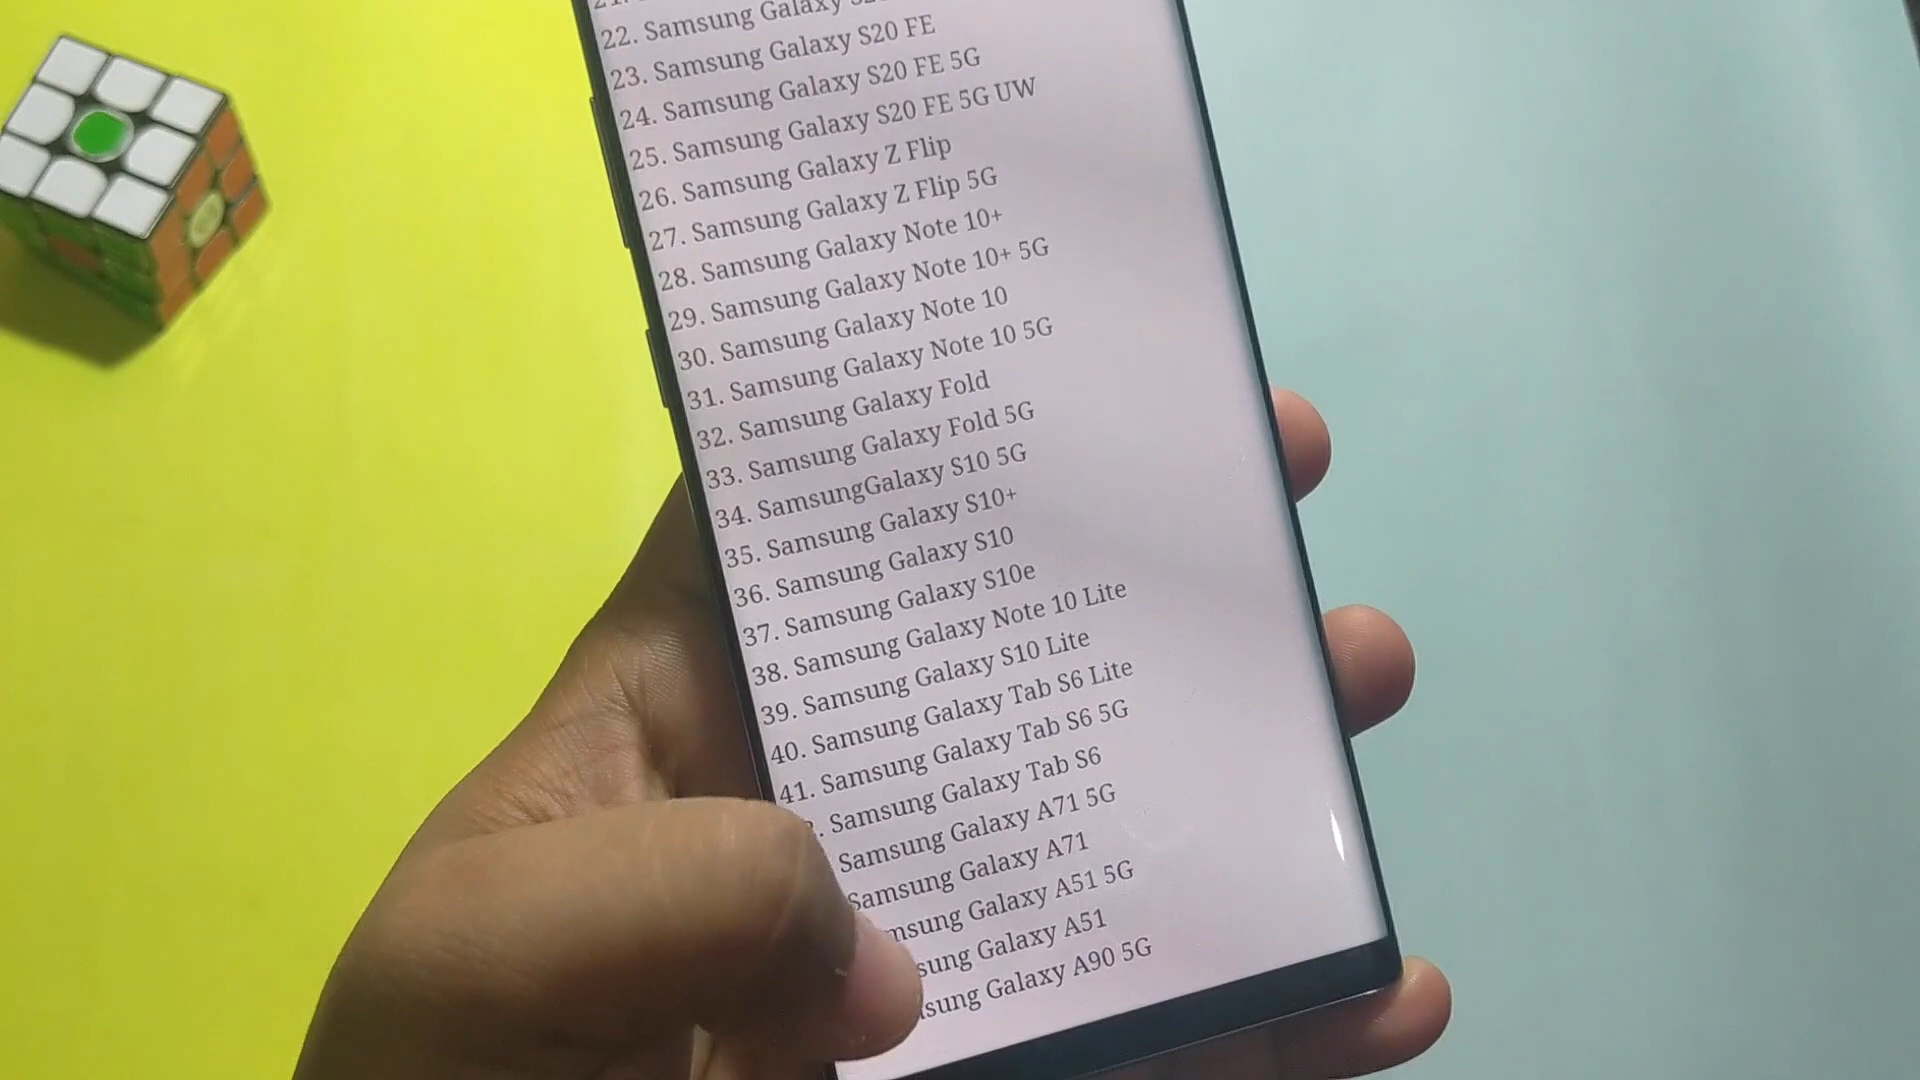 22. Samsung Galaxy
23. Samsung Galaxy S20 FE
24. Samsung Galaxy S20 FE 5G
25. Samsung Galaxy S20 FE 5G UW
26. Samsung Galaxy Z Flip
27. Samsung Galaxy Z Flip 5G
28. Samsung Galaxy Note 10+
29. Samsung Galaxy Note 10+ 5G
30. Samsung Galaxy Note 10
31. Samsung Galaxy Note 10 5G
32. Samsung Galaxy Fold
33. Samsung Galaxy Fold 5G
34. SamsungGalaxy S10 5G
35. Samsung Galaxy S10+
36. Samsung Galaxy S10
37. Samsung Galaxy S10e
38. Samsung Galaxy Note 10 Lite
39. Samsung Galaxy S10 Lite
40. Samsung Galaxy Tab S6 Lite
41. Samsung Galaxy Tab S6 5G
Samsung Galaxy Tab S6
Samsung Galaxy A71 5G
Samsung Galaxy A71
msung Galaxy A51 5G
sung Galaxy A51
sung Galaxy A90 5G